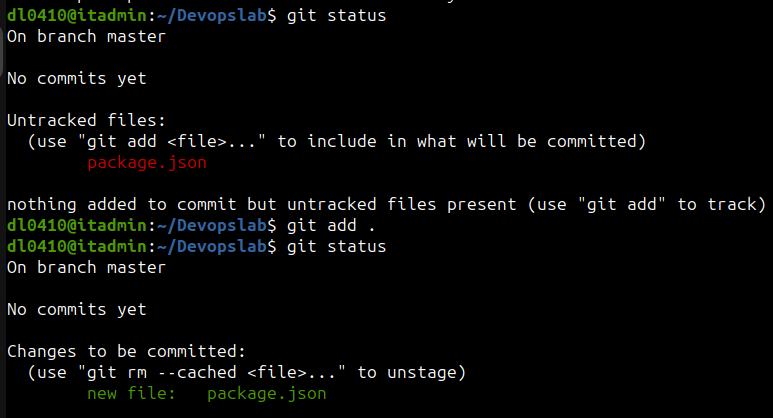 dl0410@itadmin:~/Devopslab$ git status
On branch master

No commits yet

Untracked files:
  (use "git add <file>..." to include in what will be committed)
        package.json

nothing added to commit but untracked files present (use "git add" to track)
dl0410@itadmin:~/Devopslab$ git add .
dl0410@itadmin:~/Devopslab$ git status
On branch master

No commits yet

Changes to be committed:
  (use "git rm --cached <file>..." to unstage)
        new file:   package.json